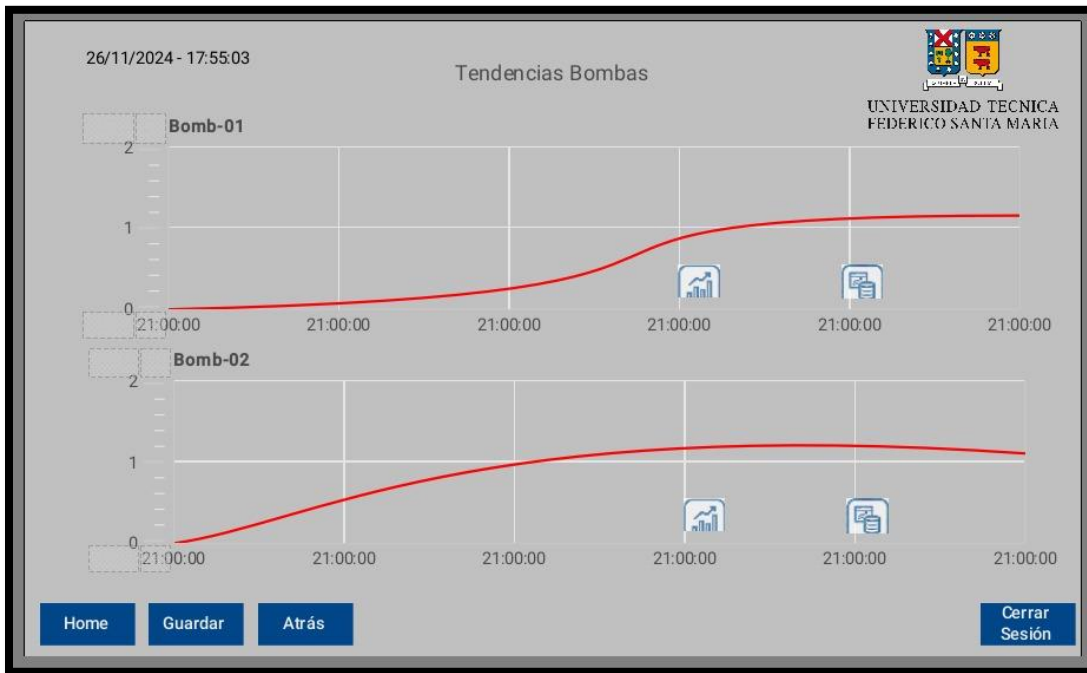 26/11/2024 - 17:55:03
Tendencias Bombas
UNIVERSIDAD TECNICA
FEDERICO SANTA MARIA
Bomb-01
2
1
0
21:00:00 21:00:00 21:00:00 21:00:00 21:00:00 21:00:00
Bomb-02
2
1
0
21:00:00 21:00:00 21:00:00 21:00:00 21:00:00 21:00:00
Home Guardar Atrás
Cerrar
Sesión